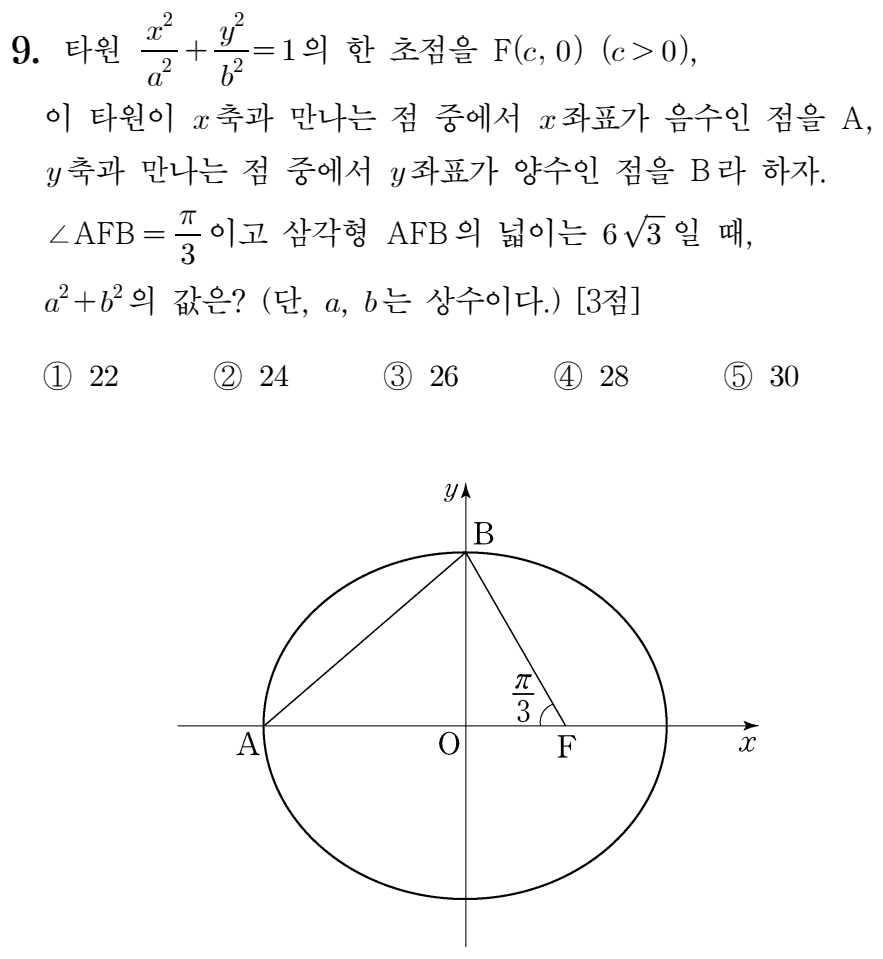 9. 타원 x²/a² + y²/b² = 1의 한 초점을 F(c, 0) (c > 0),
이 타원이 x축과 만나는 점 중에서 x좌표가 음수인 점을 A,
y축과 만나는 점 중에서 y좌표가 양수인 점을 B라 하자.
∠AFB = π/3 이고 삼각형 AFB의 넓이는 6√3 일 때,
a²+b²의 값은? (단, a, b는 상수이다.) [3점]
① 22 ② 24 ③ 26 ④ 28 ⑤ 30
y
B
π/3
A O F x